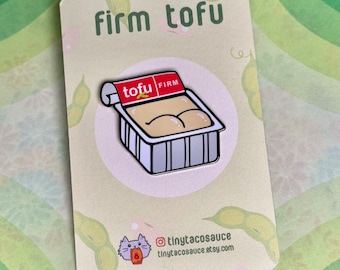 firm tofu
tofu FIRM
tinytacosauce
tinytacosauce.etsy.com